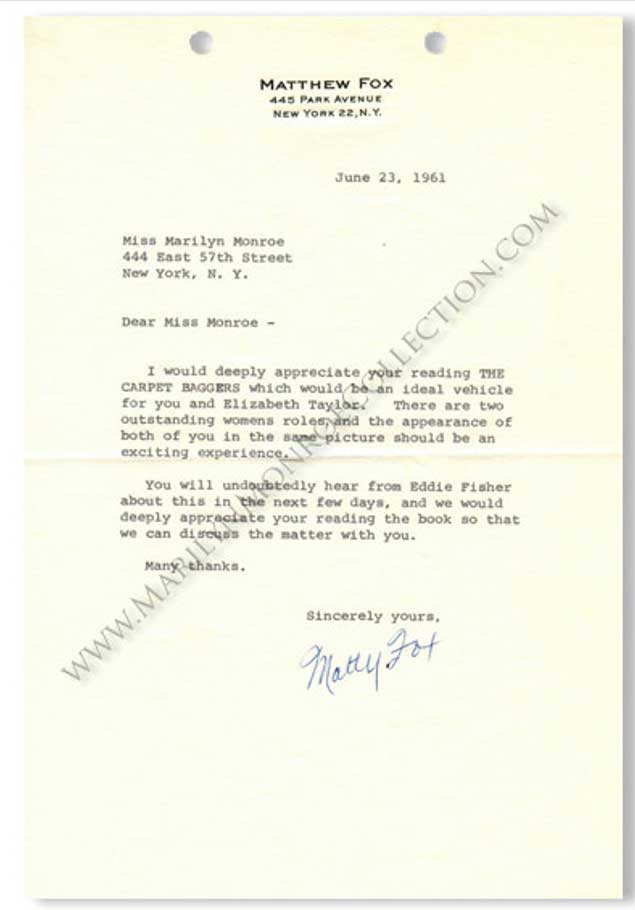 MATTHEW FOX
445 PARK AVENUE
NEW YORK 22, N.Y.
June 23, 1961
Miss Marilyn Monroe
444 East 57th Street
New York, N. Y.
Dear Miss Monroe -
I would deeply appreciate your reading THE
CARPET BAGGERS which would be an ideal vehicle
for you and Elizabeth Taylor. There are two
outstanding womens roles, and the appearance of
both of you in the same picture should be an
exciting experience.
You will undoubtedly hear from Eddie Fisher
about this in the next few days, and we would
deeply appreciate your reading the book so that
we can discuss the matter with you.
Many thanks.
Sincerely yours,
Matty Fox
WWW.MARILYNMONROECOLLECTION.COM